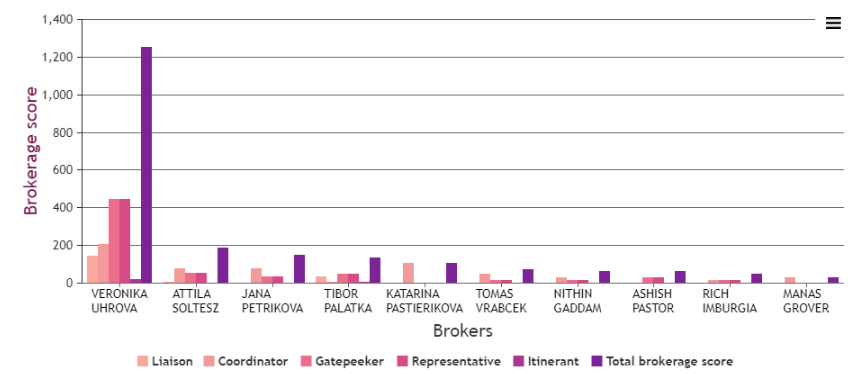 1,400
1,200
1,000
800
600
400
200
0
Brokerage score
VERONIKA UHROVA
ATTILA SOLTESZ
JANA PETRIKOVA
TIBOR PALATKA
KATARINA PASTIERIKOVA
TOMAS VRABCEK
NITHIN GADDAM
ASHISH PASTOR
RICH IMBURGIA
MANAS GROVER
Brokers
Liaison Coordinator Gatepeeker Representative Itinerant Total brokerage score